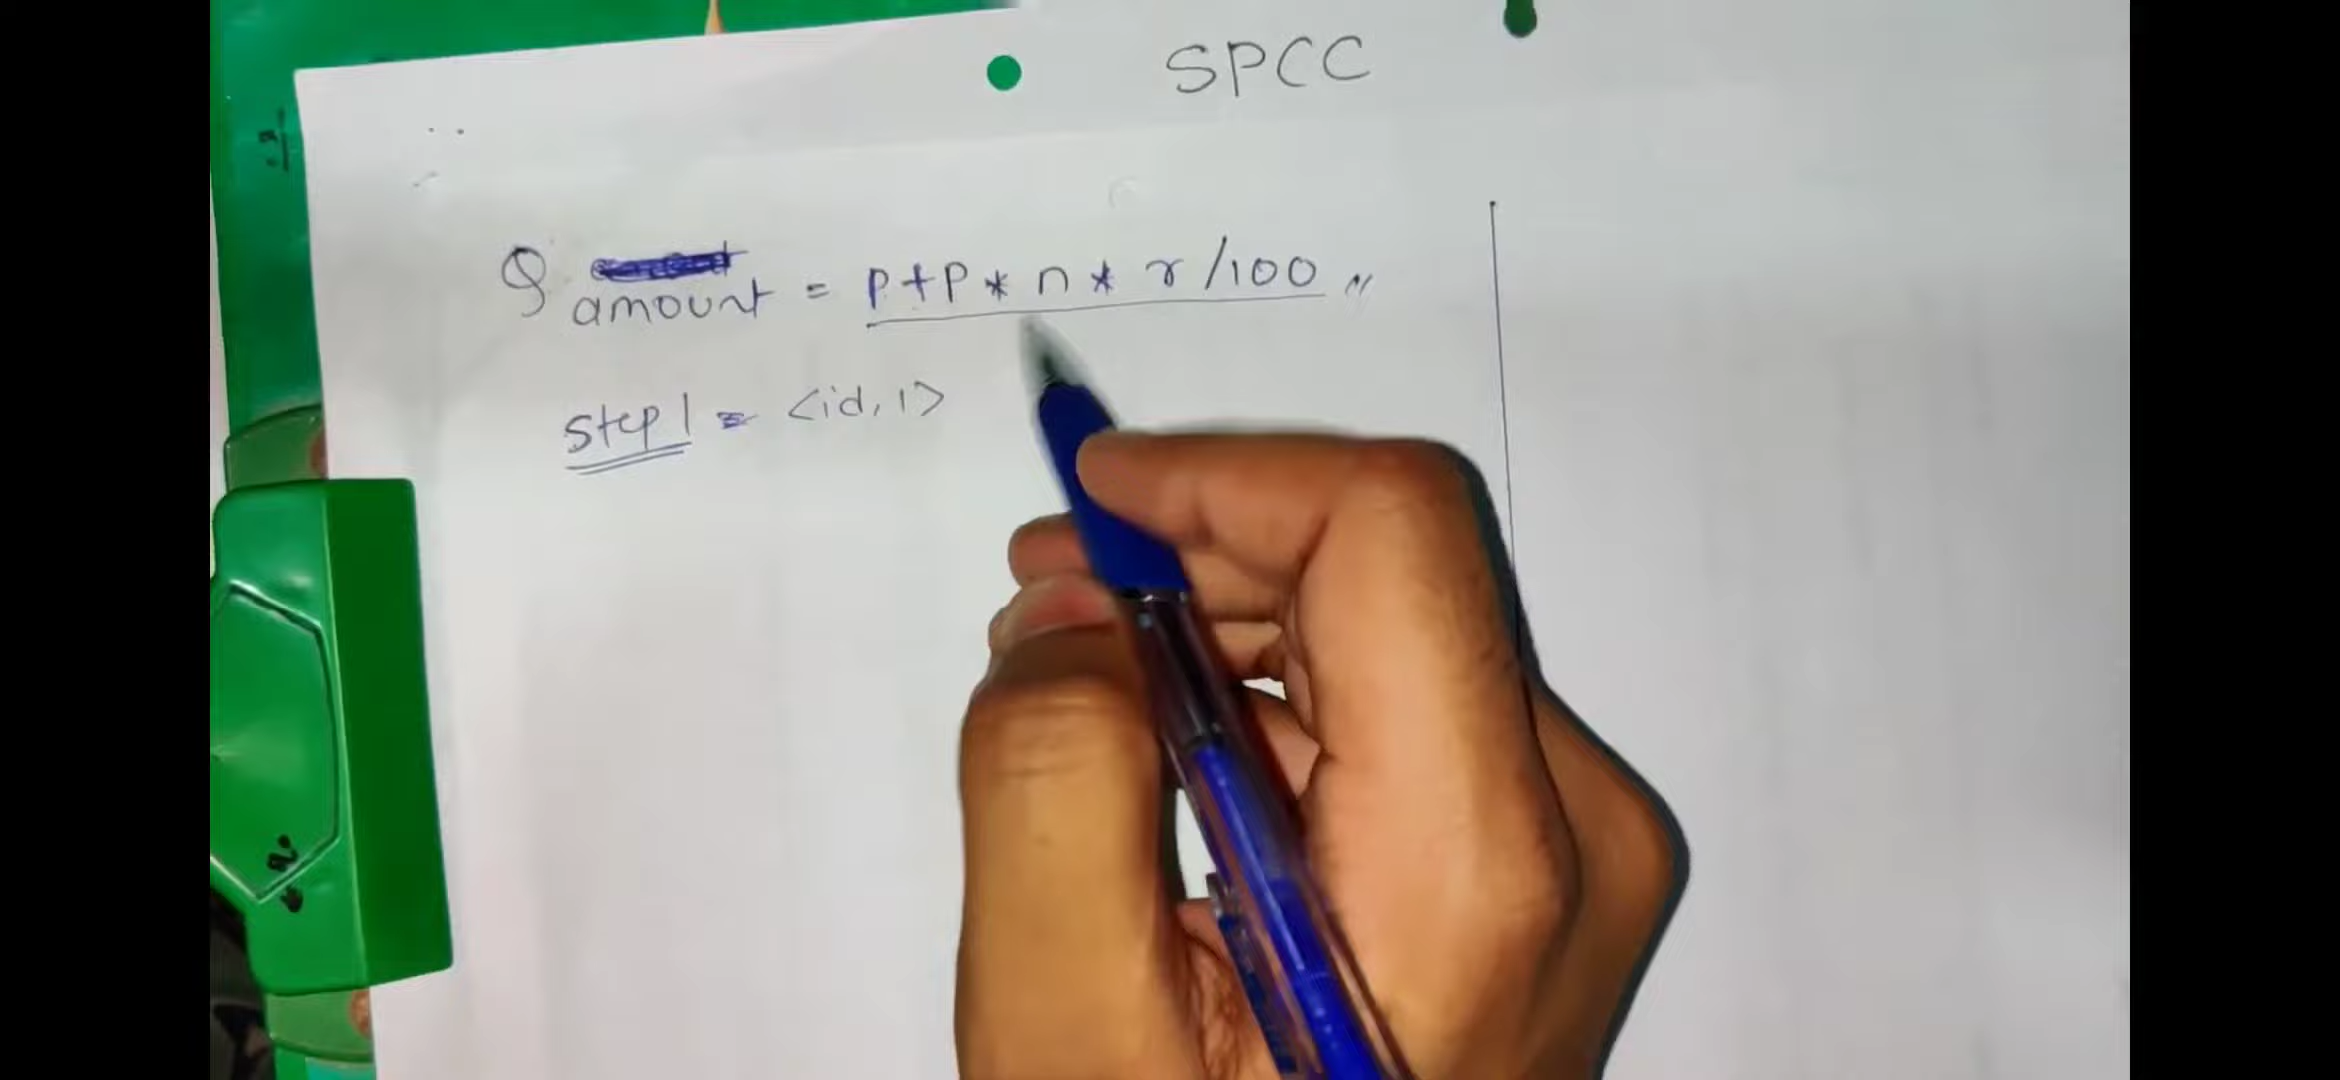 SPCC
Q amount = p+p * n * r /100 "
step 1 = <id, 1>